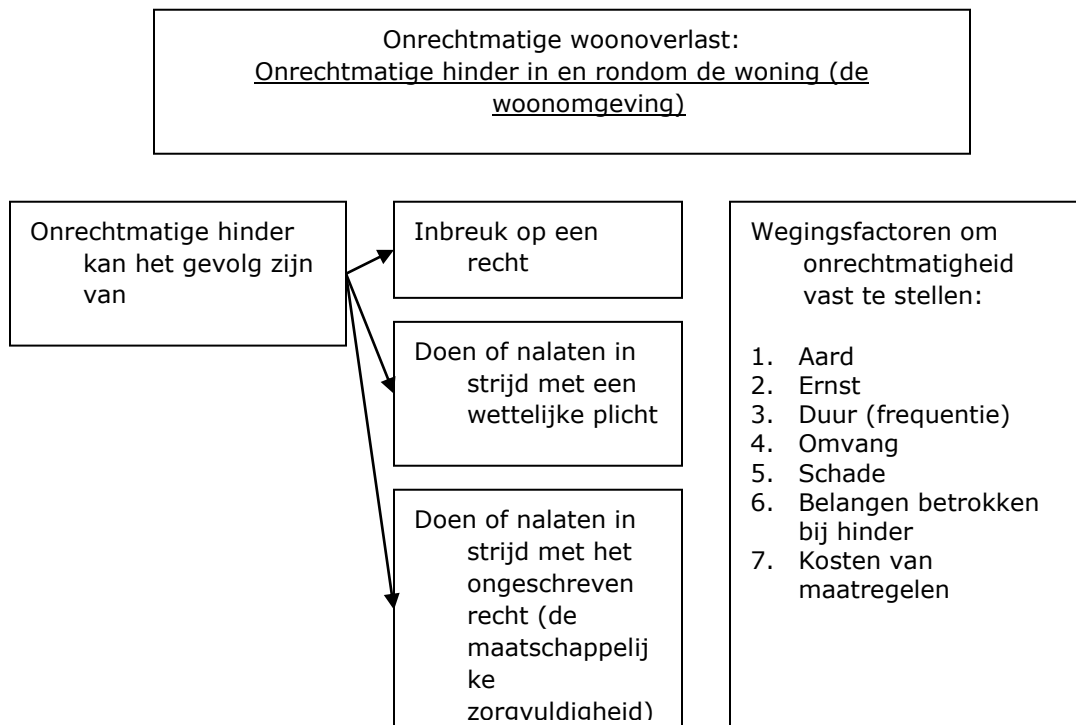 Onrechtmatige woonoverlast:
Onrechtmatige hinder in en rondom de woning (de
woonomgeving)
Onrechtmatige hinder
kan het gevolg zijn
van
Inbreuk op een
recht
Doen of nalaten in
strijd met een
wettelijke plicht
Doen of nalaten in
strijd met het
ongeschreven
recht (de
maatschappelij
ke
zorgvuldigheid)
Wegingsfactoren om
onrechtmatigheid
vast te stellen:
1. Aard
2. Ernst
3. Duur (frequentie)
4. Omvang
5. Schade
6. Belangen betrokken
bij hinder
7. Kosten van
maatregelen